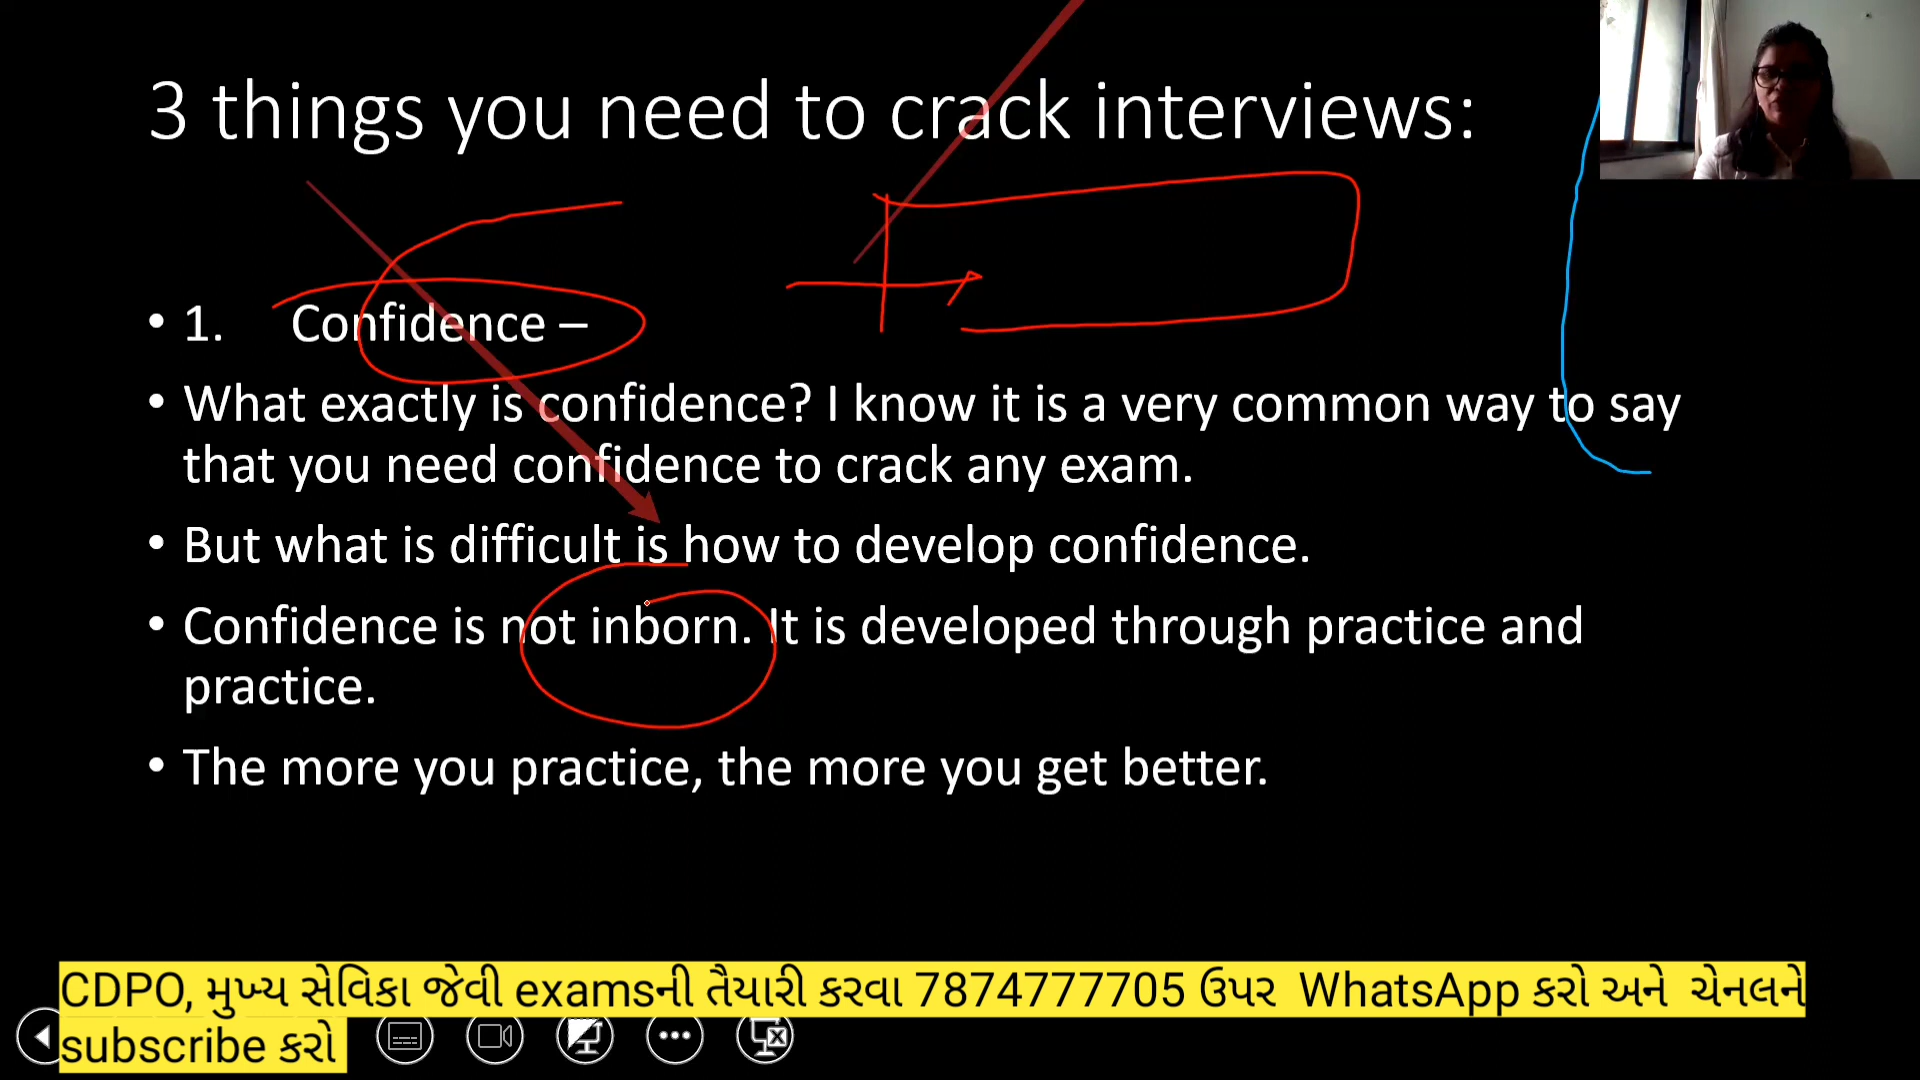 3 things you need to crack interviews:
• 1. Confidence –
• What exactly is confidence? I know it is a very common way to say
that you need confidence to crack any exam.
• But what is difficult is how to develop confidence.
• Confidence is not inborn. It is developed through practice and
practice.
• The more you practice, the more you get better.
CDPO, મુખ્ય સેવિકા જેવી examsની તૈયારી કરવા 7874777705 ઉપર WhatsApp કરો અને ચેનલને
subscribe કરો